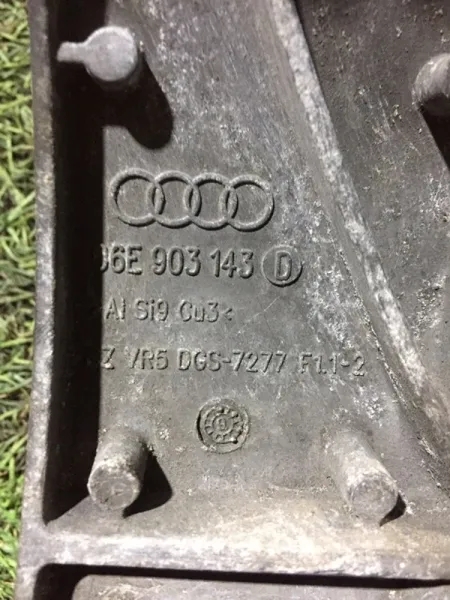 06E 903 143 D
Al Si9 Cu3<
Z VR5 DGS-7277 F1.1-2